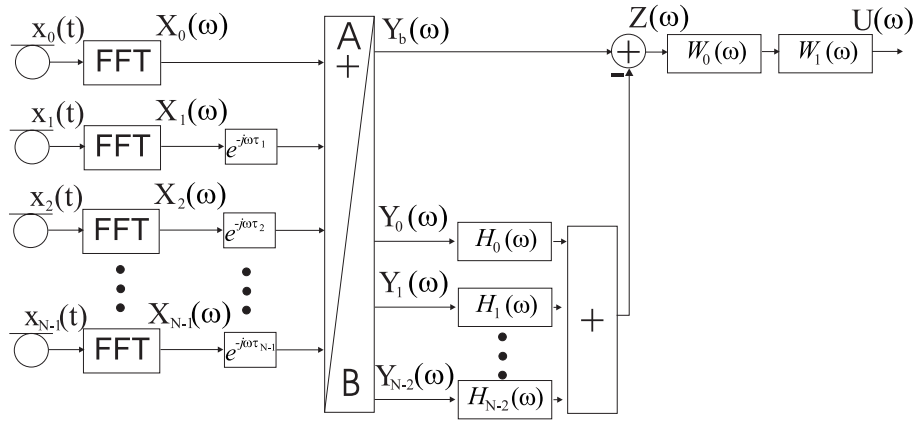 x₀(t) FFT X₀(ω)
x₁(t) FFT X₁(ω) e^{-jωτ₁}
x₂(t) FFT X₂(ω) e^{-jωτ₂}
x_{N-1}(t) FFT X_{N-1}(ω) e^{-jωτ_{N-1}}
A
+
B
Y_b(ω)
+
-
Z(ω) W₀(ω) W₁(ω) U(ω)
Y₀(ω) H₀(ω)
Y₁(ω) H₁(ω)
Y_{N-2}(ω) H_{N-2}(ω)
+